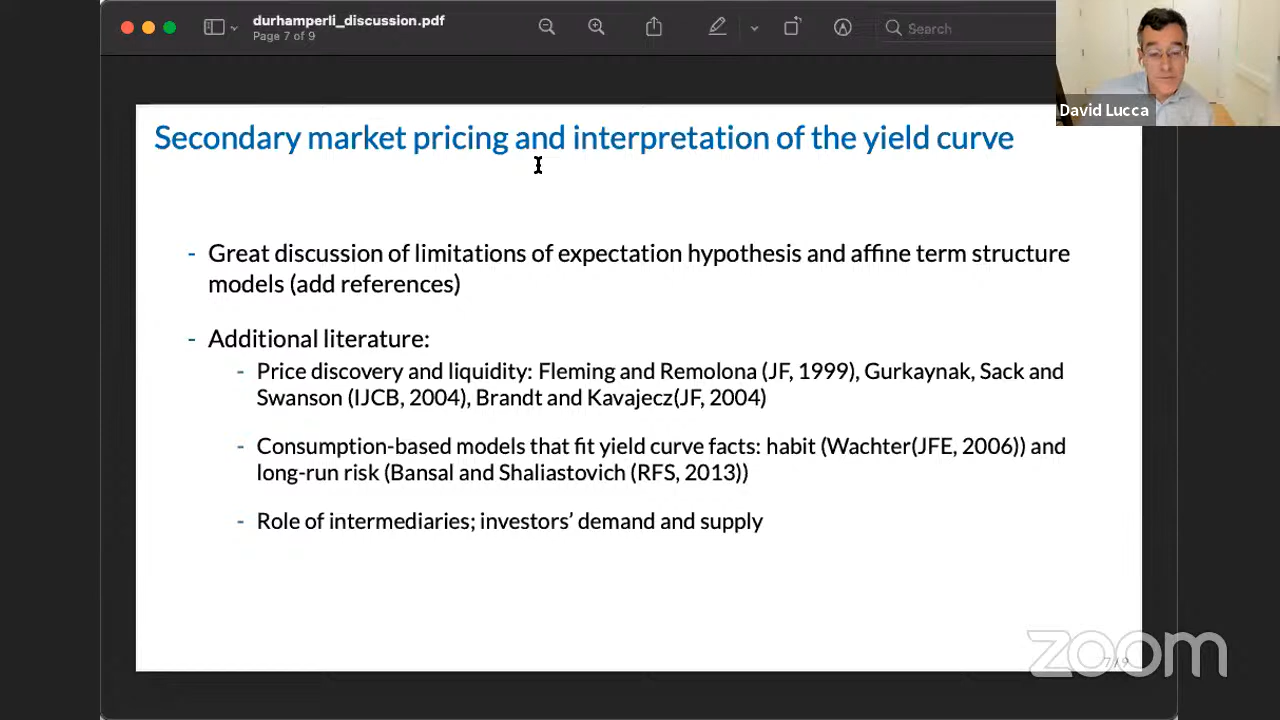 durhamperli_discussion.pdf
Page 7 of 9
Search
David Lucca
Secondary market pricing and interpretation of the yield curve
- Great discussion of limitations of expectation hypothesis and affine term structure
models (add references)
- Additional literature:
- Price discovery and liquidity: Fleming and Remolona (JF, 1999), Gurkaynak, Sack and
Swanson (IJCB, 2004), Brandt and Kavajecz(JF, 2004)
- Consumption-based models that fit yield curve facts: habit (Wachter(JFE, 2006)) and
long-run risk (Bansal and Shaliastovich (RFS, 2013))
- Role of intermediaries; investors’ demand and supply
7 / 9
zoom